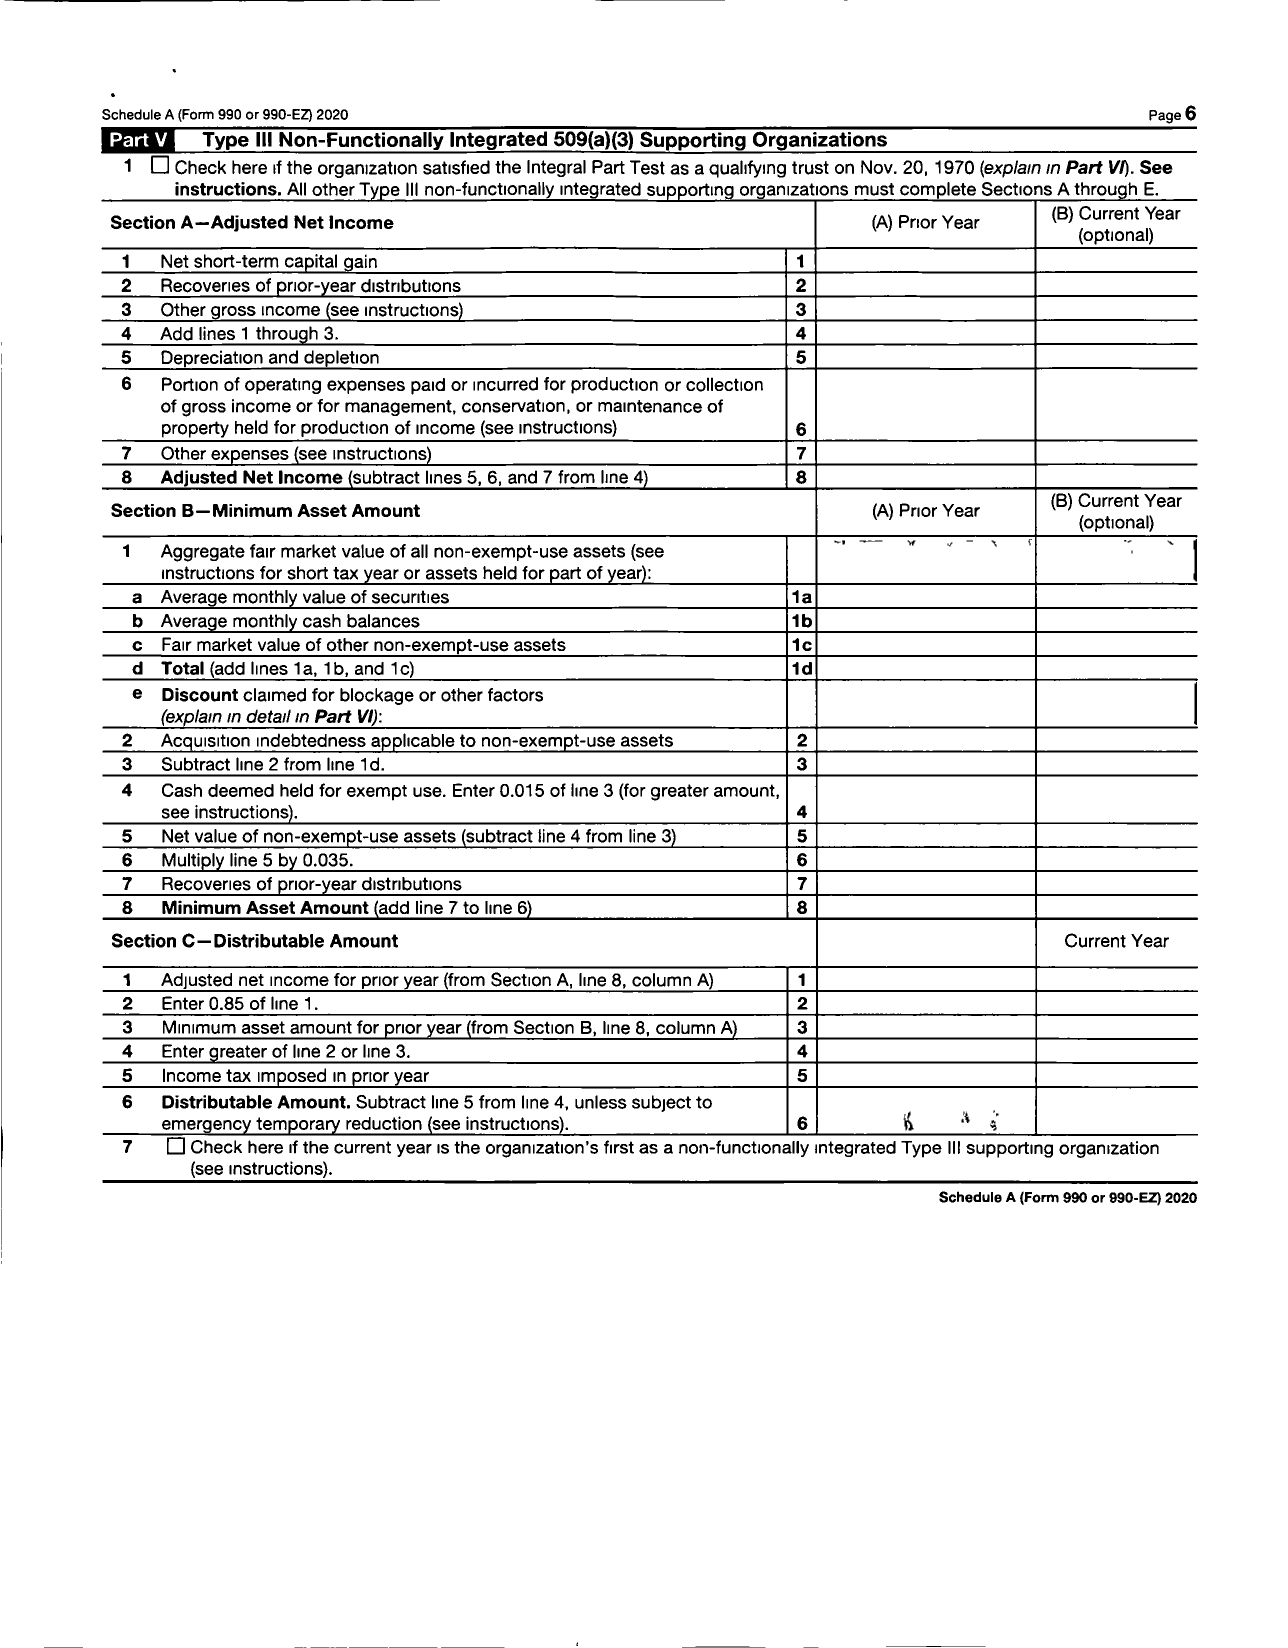 Schedule A (Form 990 or 990-EZ) 2020 Page 6
Part V Type III Non-Functionally Integrated 509(a)(3) Supporting Organizations
1 Check here if the organization satisfied the Integral Part Test as a qualifying trust on Nov. 20, 1970 (explain in Part VI). See
instructions. All other Type III non-functionally integrated supporting organizations must complete Sections A through E.
Section A—Adjusted Net Income (A) Prior Year (B) Current Year
(optional)
1 Net short-term capital gain 1
2 Recoveries of prior-year distributions 2
3 Other gross income (see instructions) 3
4 Add lines 1 through 3. 4
5 Depreciation and depletion 5
6 Portion of operating expenses paid or incurred for production or collection
of gross income or for management, conservation, or maintenance of
property held for production of income (see instructions) 6
7 Other expenses (see instructions) 7
8 Adjusted Net Income (subtract lines 5, 6, and 7 from line 4) 8
Section B—Minimum Asset Amount (A) Prior Year (B) Current Year
(optional)
1 Aggregate fair market value of all non-exempt-use assets (see
instructions for short tax year or assets held for part of year):
a Average monthly value of securities 1a
b Average monthly cash balances 1b
c Fair market value of other non-exempt-use assets 1c
d Total (add lines 1a, 1b, and 1c) 1d
e Discount claimed for blockage or other factors
(explain in detail in Part VI):
2 Acquisition indebtedness applicable to non-exempt-use assets 2
3 Subtract line 2 from line 1d. 3
4 Cash deemed held for exempt use. Enter 0.015 of line 3 (for greater amount,
see instructions). 4
5 Net value of non-exempt-use assets (subtract line 4 from line 3) 5
6 Multiply line 5 by 0.035. 6
7 Recoveries of prior-year distributions 7
8 Minimum Asset Amount (add line 7 to line 6) 8
Section C—Distributable Amount Current Year
1 Adjusted net income for prior year (from Section A, line 8, column A) 1
2 Enter 0.85 of line 1. 2
3 Minimum asset amount for prior year (from Section B, line 8, column A) 3
4 Enter greater of line 2 or line 3. 4
5 Income tax imposed in prior year 5
6 Distributable Amount. Subtract line 5 from line 4, unless subject to
emergency temporary reduction (see instructions). 6
7 Check here if the current year is the organization's first as a non-functionally integrated Type III supporting organization
(see instructions).
Schedule A (Form 990 or 990-EZ) 2020